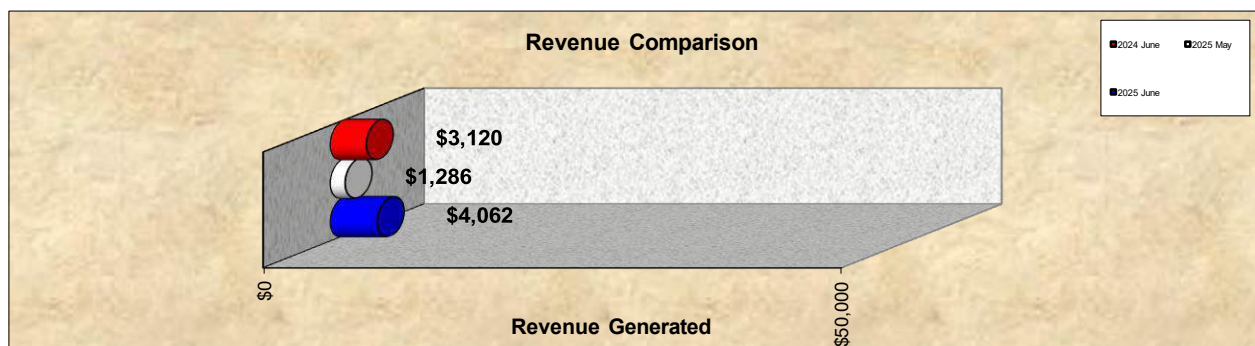 Revenue Comparison
2024 June
2025 May
2025 June
$3,120
$1,286
$4,062
$0
$50,000
Revenue Generated